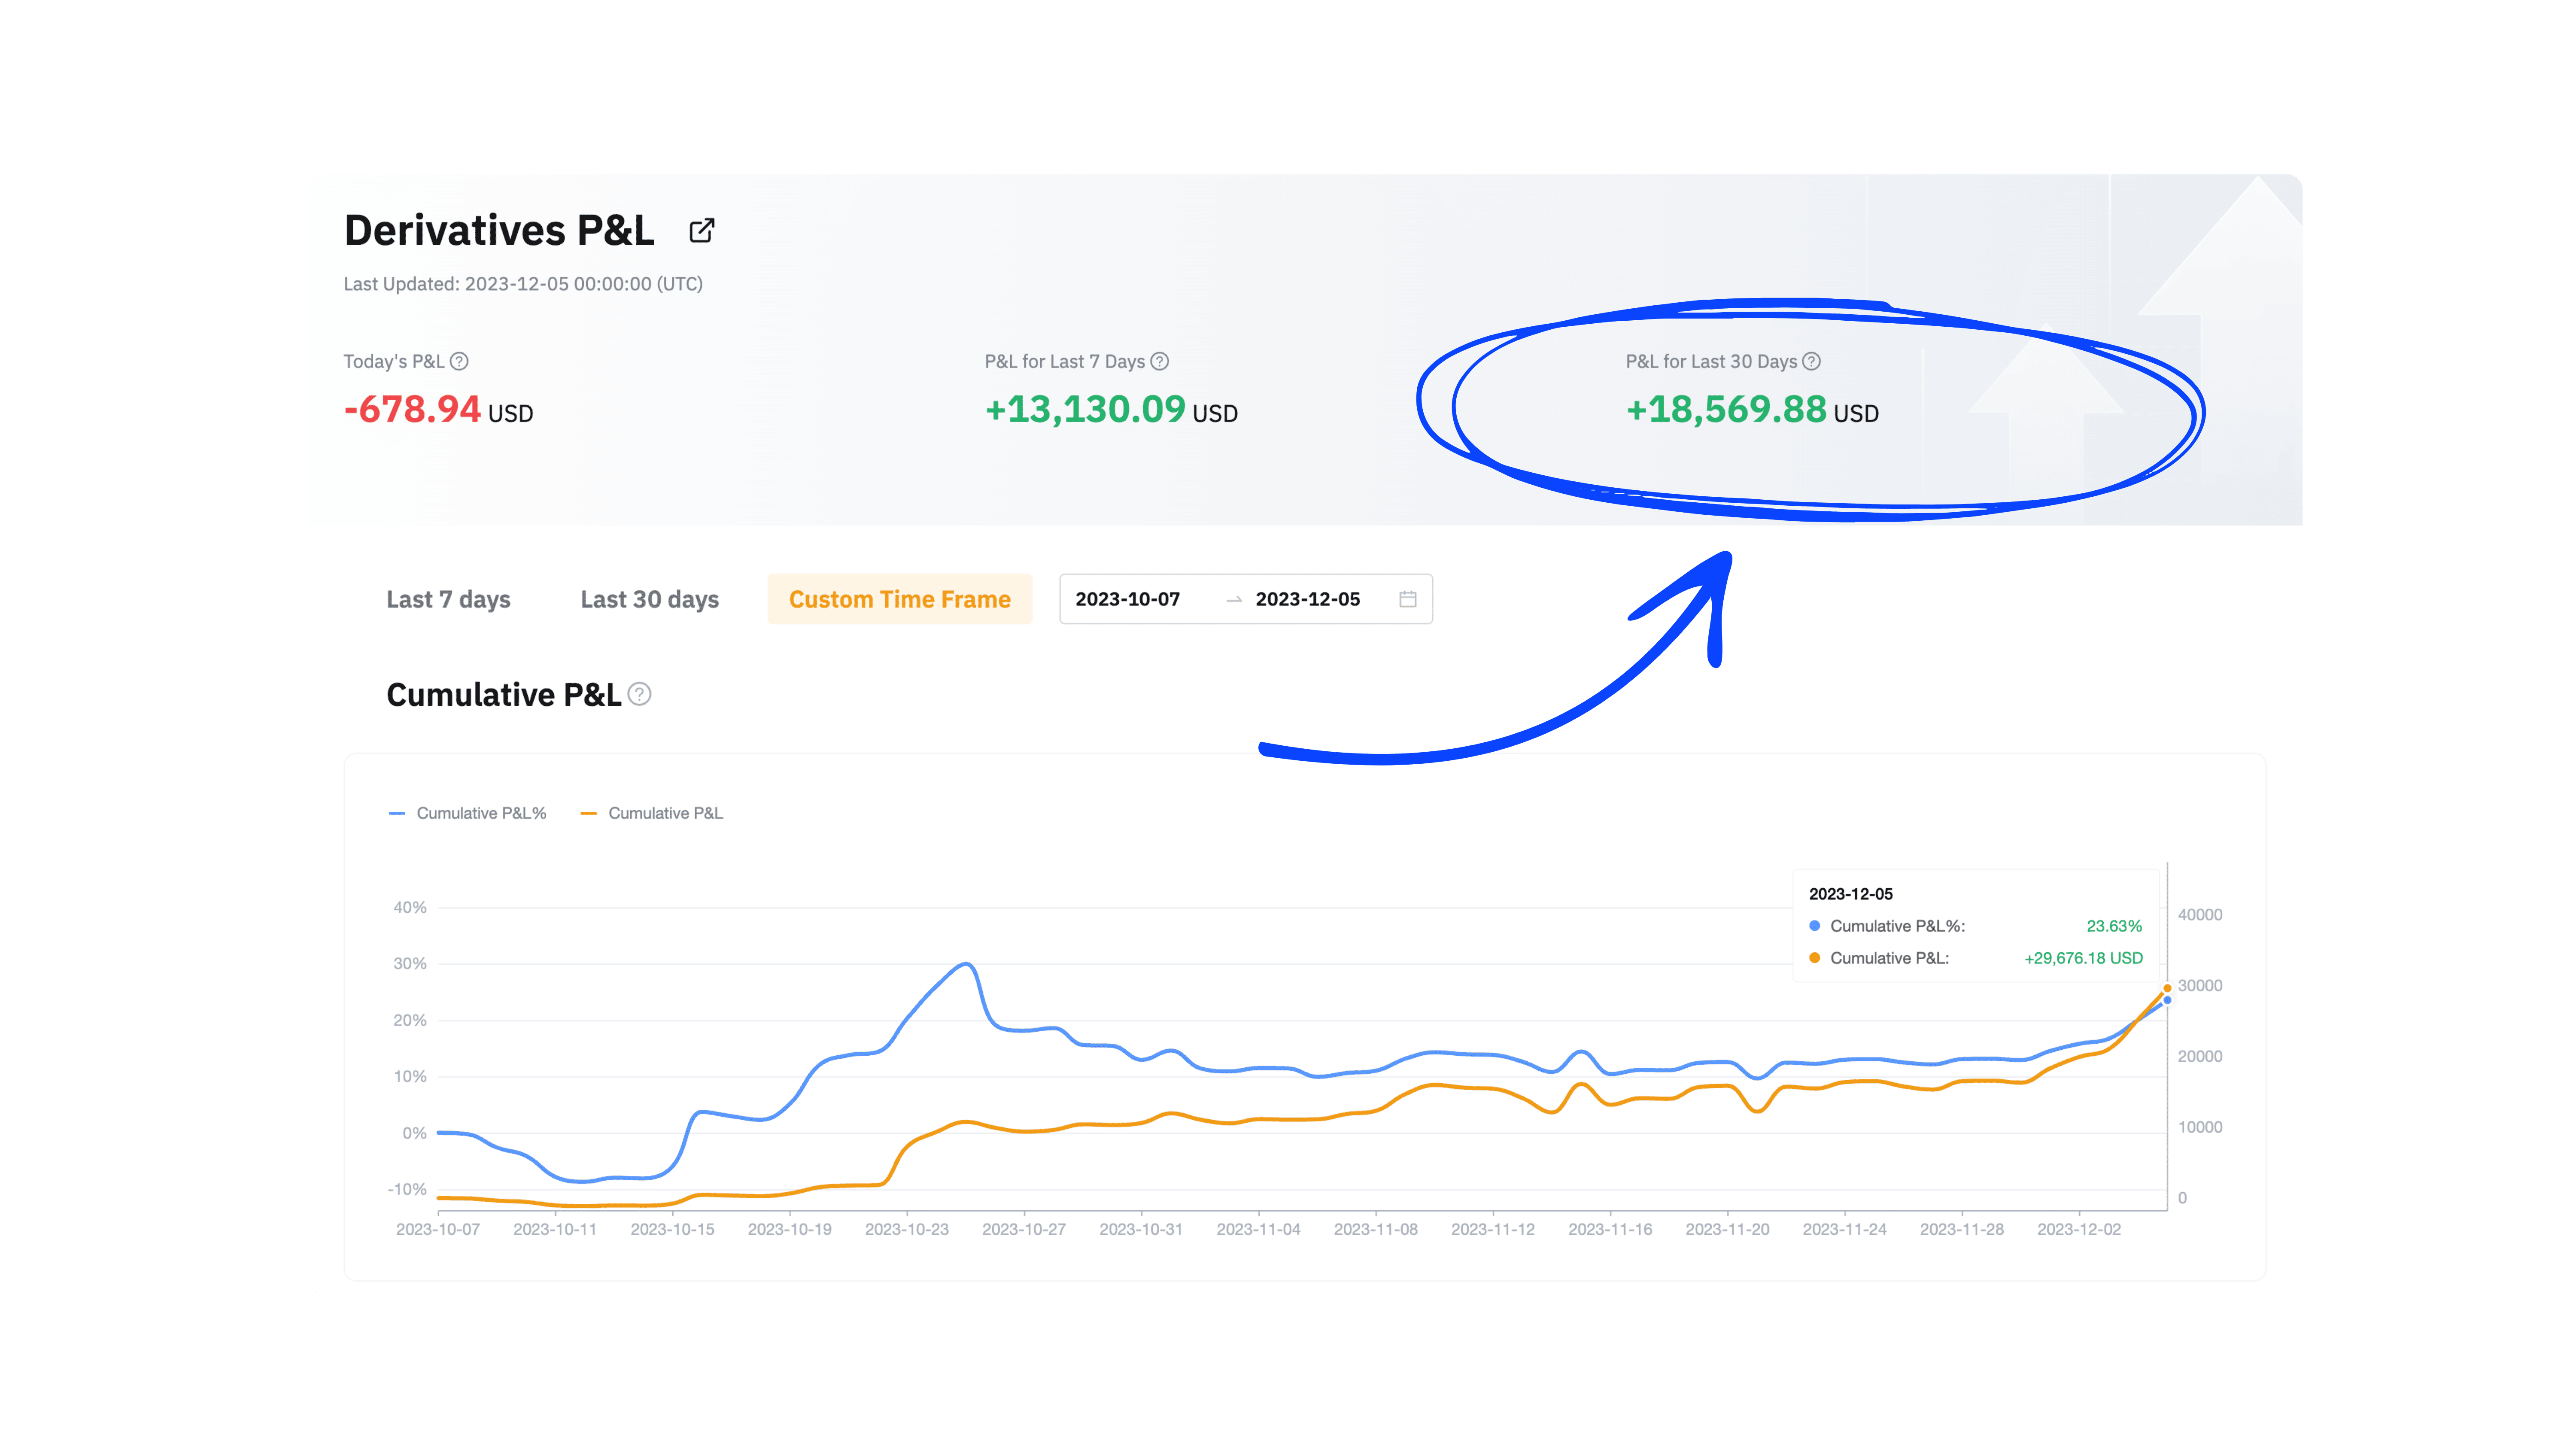 Derivatives P&L
Last Updated: 2023-12-05 00:00:00 (UTC)
Today's P&L ?
P&L for Last 7 Days ?
P&L for Last 30 Days ?
-678.94 USD
+13,130.09 USD
+18,569.88 USD
Last 7 days
Last 30 days
Custom Time Frame
2023-10-07 → 2023-12-05
Cumulative P&L ?
Cumulative P&L%
Cumulative P&L
2023-12-05
Cumulative P&L%: 23.63%
Cumulative P&L: +29,676.18 USD
40%
30%
20%
10%
0%
-10%
40000
30000
20000
10000
0
2023-10-07
2023-10-11
2023-10-15
2023-10-19
2023-10-23
2023-10-27
2023-10-31
2023-11-04
2023-11-08
2023-11-12
2023-11-16
2023-11-20
2023-11-24
2023-11-28
2023-12-02